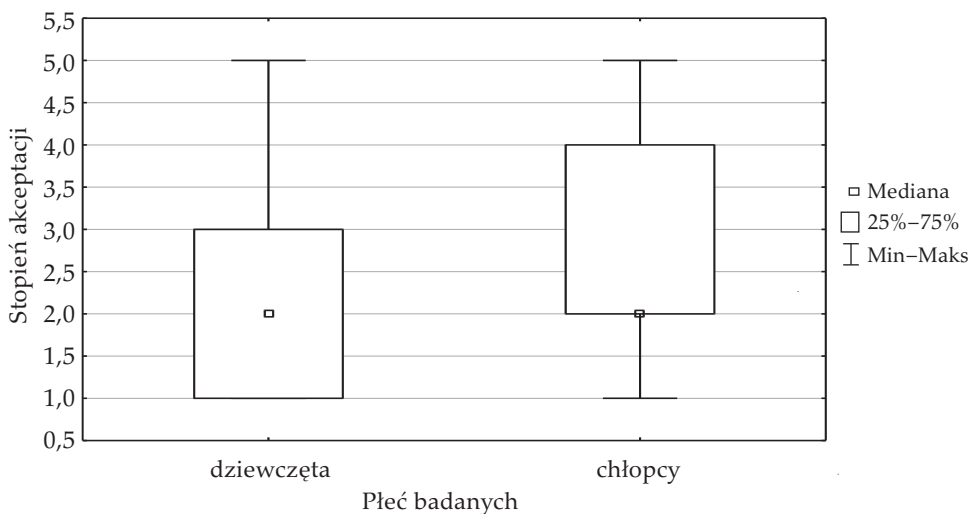 5,5
5,0
4,5
4,0
3,5
3,0
2,5
2,0
1,5
1,0
0,5
Stopień akceptacji
dziewczęta
chłopcy
Płeć badanych
Mediana
25%–75%
Min–Maks